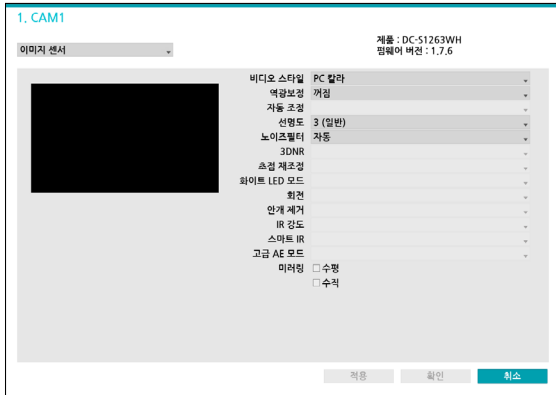 1. CAM1
제품 : DC-S1263WH
이미지 센서
펌웨어 버전 : 1.7.6
비디오 스타일 PC 칼라
역광보정 꺼짐
자동 조정
선명도 3 (일반)
노이즈필터 자동
3DNR
초점 재조정
화이트 LED 모드
회전
안개 제거
IR 강도
스마트 IR
고급 AE 모드
미러링 수평
수직
적용 확인 취소